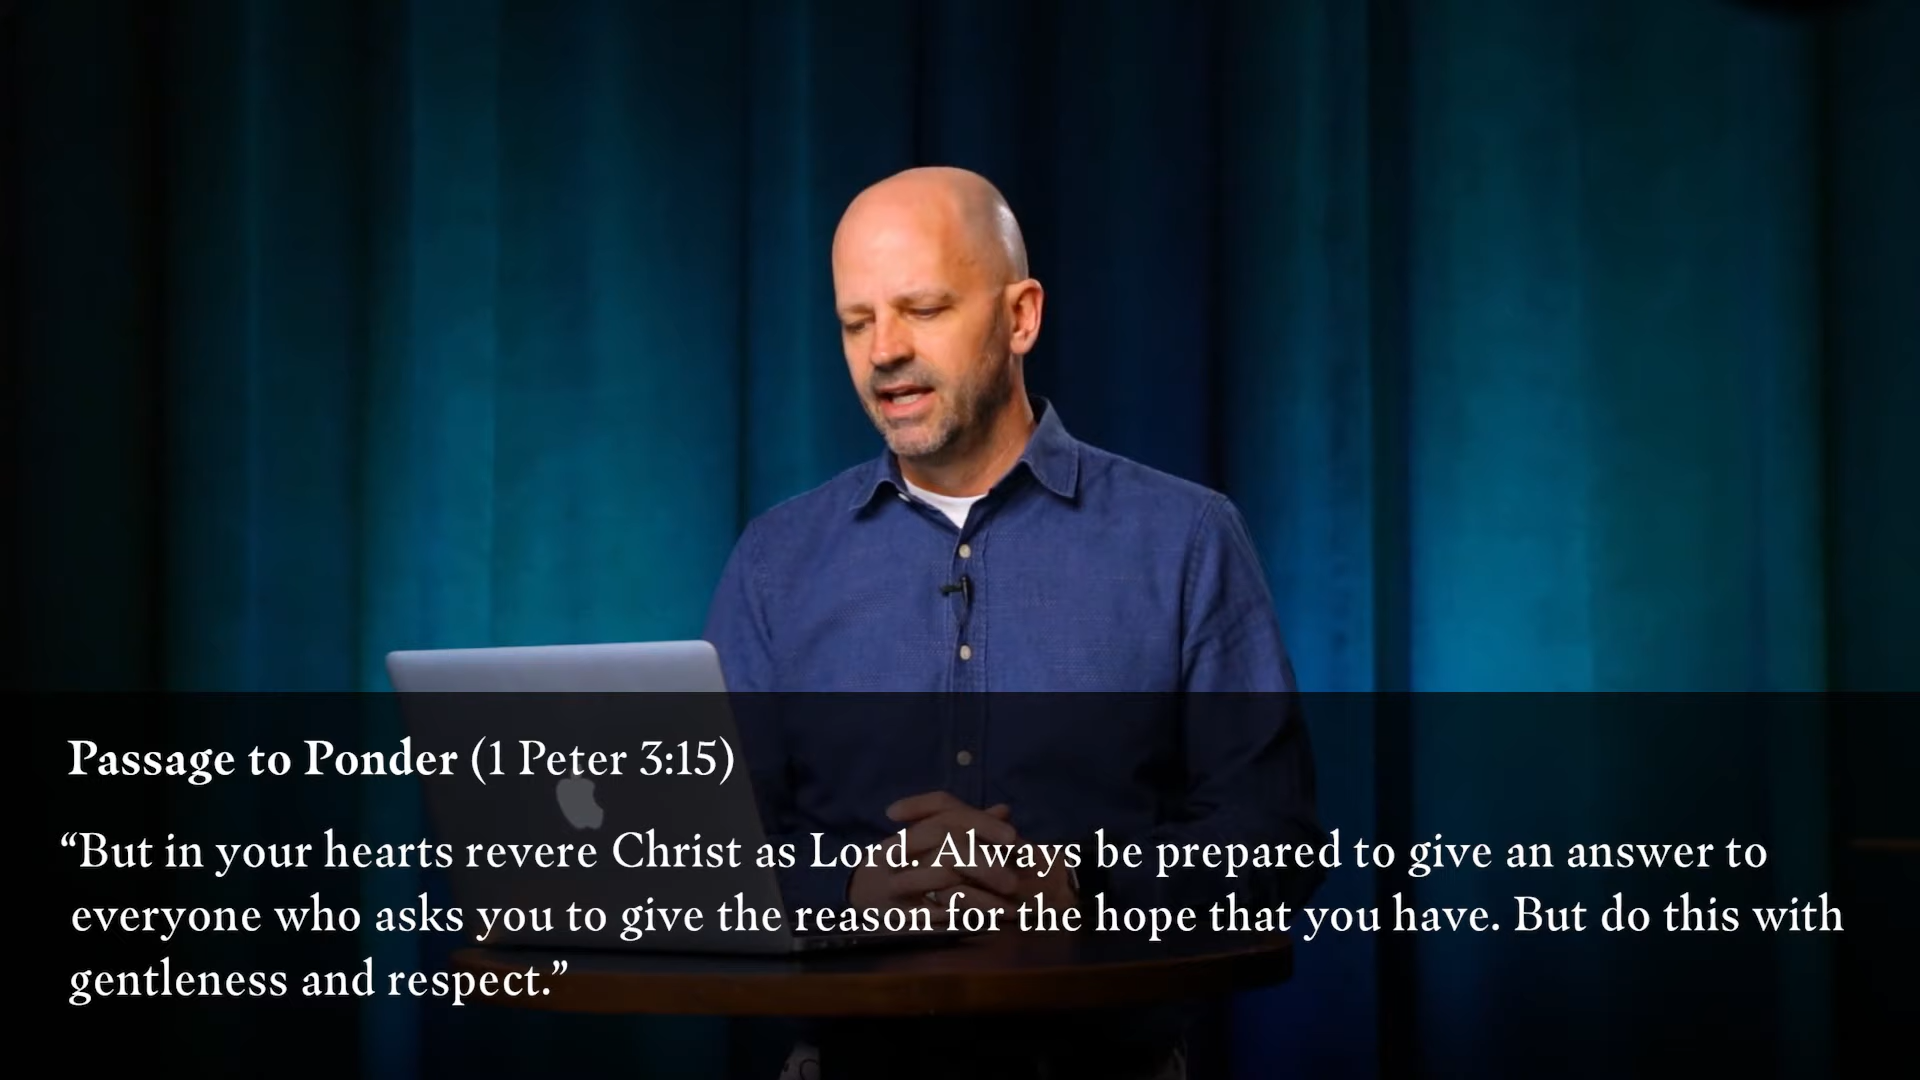 Passage to Ponder (1 Peter 3:15)
“But in your hearts revere Christ as Lord. Always be prepared to give an answer to
everyone who asks you to give the reason for the hope that you have. But do this with
gentleness and respect.”